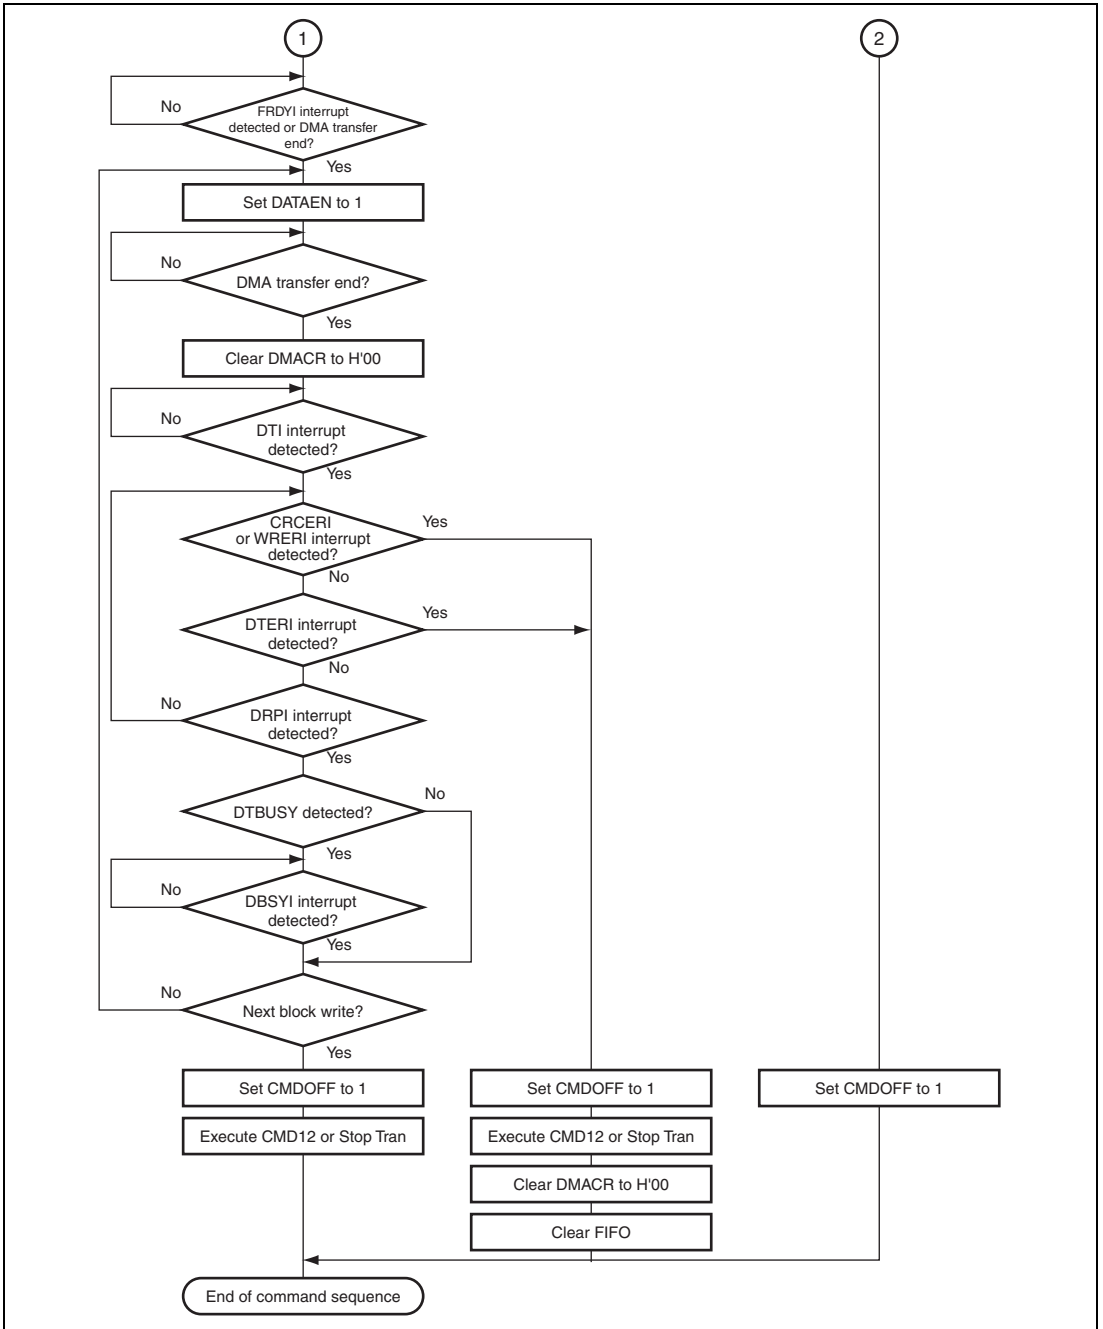 1
2
No
FRDYI interrupt
detected or DMA transfer
end?
Yes
Set DATAEN to 1
No
DMA transfer end?
Yes
Clear DMACR to H'00
No
DTI interrupt
detected?
Yes
CRCERI
or WRERI interrupt
detected?
Yes
No
DTERI interrupt
detected?
Yes
No
No
DRPI interrupt
detected?
Yes
DTBUSY detected?
No
Yes
No
DBSYI interrupt
detected?
Yes
No
Next block write?
Yes
Set CMDOFF to 1
Set CMDOFF to 1
Set CMDOFF to 1
Execute CMD12 or Stop Tran
Execute CMD12 or Stop Tran
Clear DMACR to H'00
Clear FIFO
End of command sequence